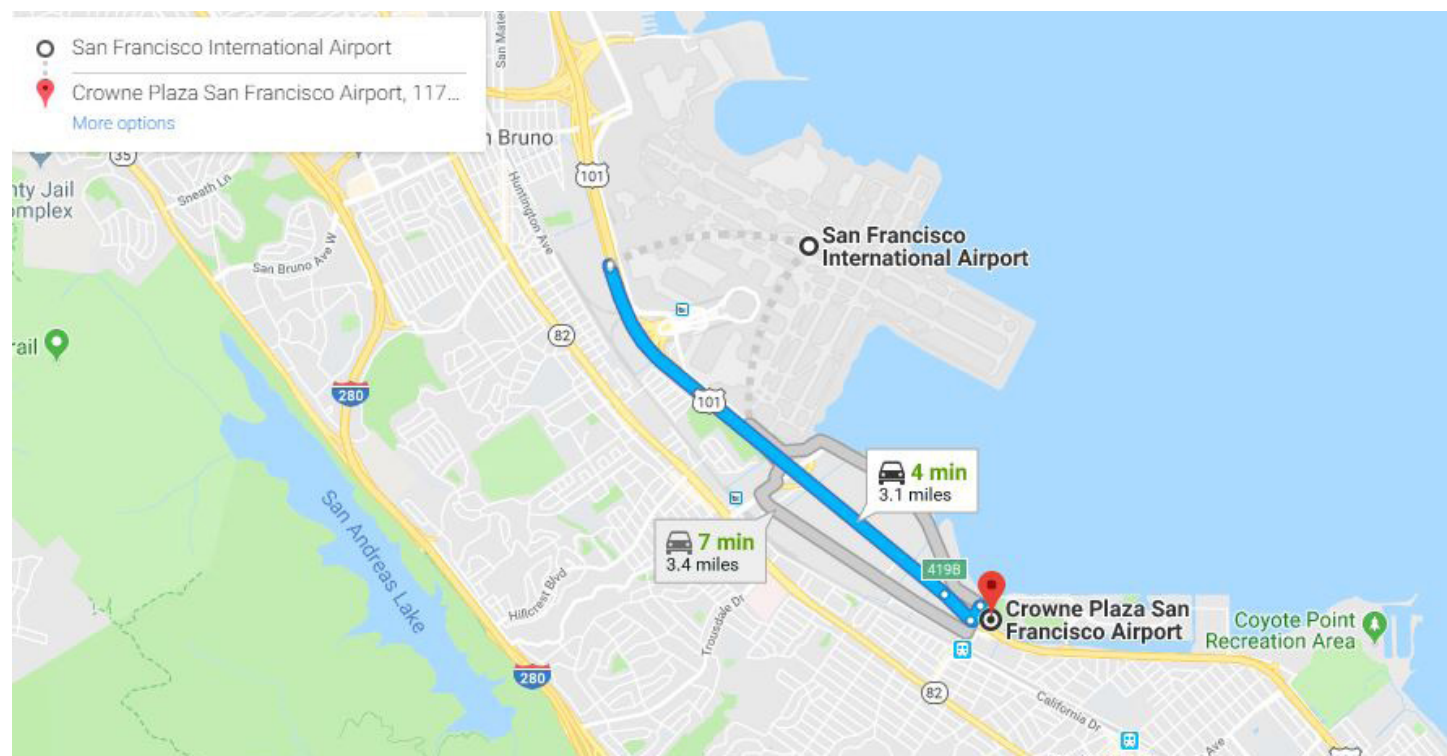 San Francisco International Airport
Crowne Plaza San Francisco Airport, 117...
More options
San Mate
n Bruno
35
101
nty Jail
omplex
Sneath Ln
Huntington Ave
San Bruno Ave W
San Francisco
International Airport
82
ail
280
101
4 min
3.1 miles
7 min
3.4 miles
San Andreas Lake
419B
Hillcrest Blvd
Trousdale Dr
Crowne Plaza San
Francisco Airport
Coyote Point
Recreation Area
280
82
California Dr
Ave